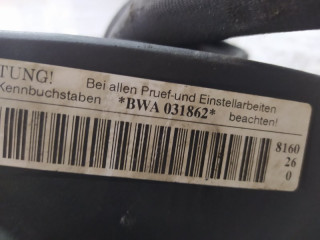 TUNG!
Bei allen Pruef-und Einstellarbeiten
Kennbuchstaben *BWA 031862* beachten!
8160
26
0